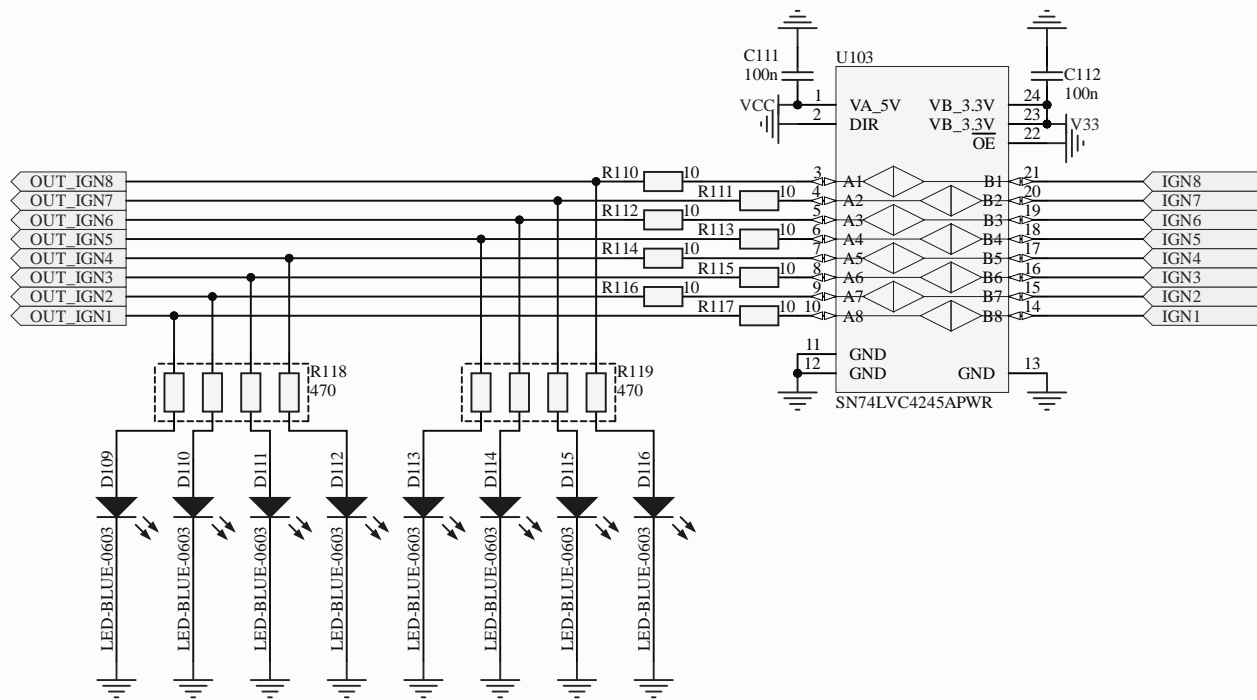 C111
100n
U103
C112
100n
VCC
1
VA_5V
VB_3.3V
24
2
DIR
VB_3.3V
23
V33
OE
22
OUT_IGN8
R110
10
3
A1
B1
21
IGN8
OUT_IGN7
R111
10
4
A2
B2
20
IGN7
OUT_IGN6
R112
10
5
A3
B3
19
IGN6
OUT_IGN5
R113
10
6
A4
B4
18
IGN5
OUT_IGN4
R114
10
7
A5
B5
17
IGN4
OUT_IGN3
R115
10
8
A6
B6
16
IGN3
OUT_IGN2
R116
10
9
A7
B7
15
IGN2
OUT_IGN1
R117
10
10
A8
B8
14
IGN1
11
GND
12
GND
GND
13
SN74LVC4245APWR
R118
470
R119
470
D109
D110
D111
D112
D113
D114
D115
D116
LED-BLUE-0603
LED-BLUE-0603
LED-BLUE-0603
LED-BLUE-0603
LED-BLUE-0603
LED-BLUE-0603
LED-BLUE-0603
LED-BLUE-0603